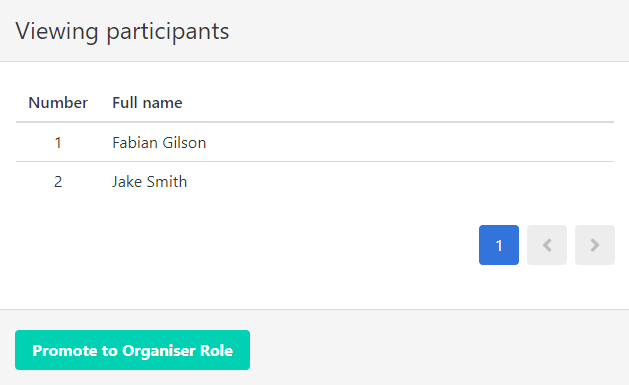 Viewing participants
Number Full name
1 Fabian Gilson
2 Jake Smith
1
Promote to Organiser Role